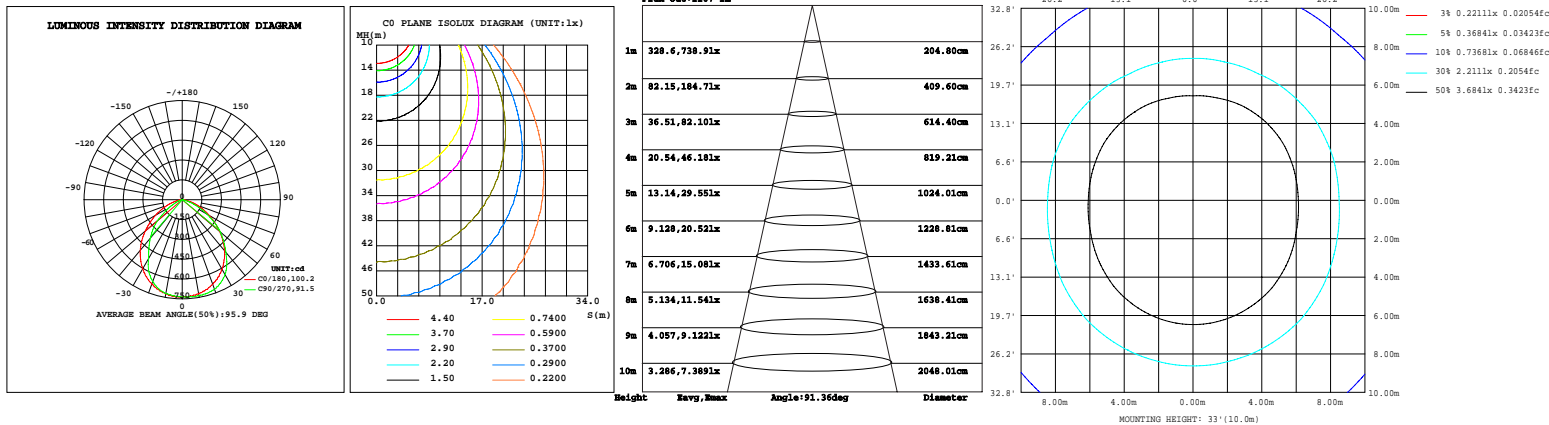 LUMINOUS INTENSITY DISTRIBUTION DIAGRAM
-/+180
-150
150
-120
120
-90
90
-60
60
-30
30
0
0
150
300
450
600
750
UNIT:cd
C0/180,100.2
C90/270,91.5
AVERAGE BEAM ANGLE(50%):95.9 DEG
C0 PLANE ISOLUX DIAGRAM (UNIT:lx)
MH(m)
10
14
18
22
26
30
34
38
42
46
50
0.0
17.0
34.0
S(m)
4.40
0.7400
3.70
0.5900
2.90
0.3700
2.20
0.2900
1.50
0.2200
1m
328.6,738.9lx
204.80cm
2m
82.15,184.7lx
409.60cm
3m
36.51,82.10lx
614.40cm
4m
20.54,46.18lx
819.21cm
5m
13.14,29.55lx
1024.01cm
6m
9.128,20.52lx
1228.81cm
7m
6.706,15.08lx
1433.61cm
8m
5.134,11.54lx
1638.41cm
9m
4.057,9.122lx
1843.21cm
10m
3.286,7.389lx
2048.01cm
Height
Eavg,Emax
Angle:91.36deg
Diameter
32.8'
10.00m
26.2'
8.00m
19.7'
6.00m
13.1'
4.00m
6.6'
2.00m
0.0'
0.00m
6.6'
2.00m
13.1'
4.00m
19.7'
6.00m
26.2'
8.00m
32.8'
10.00m
8.00m
4.00m
0.00m
4.00m
8.00m
MOUNTING HEIGHT: 33'(10.0m)
3% 0.2211lx 0.02054fc
5% 0.3684lx 0.03423fc
10% 0.7368lx 0.06846fc
30% 2.211lx 0.2054fc
50% 3.684lx 0.3423fc